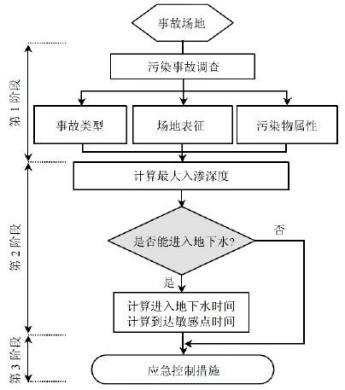 事故场地
污染事故调查
事故类型
场地表征
污染物属性
第1阶段
计算最大入渗深度
是否能进入地下水?
否
是
计算进入地下水时间
计算到达敏感点时间
第2阶段
应急控制措施
第3阶段